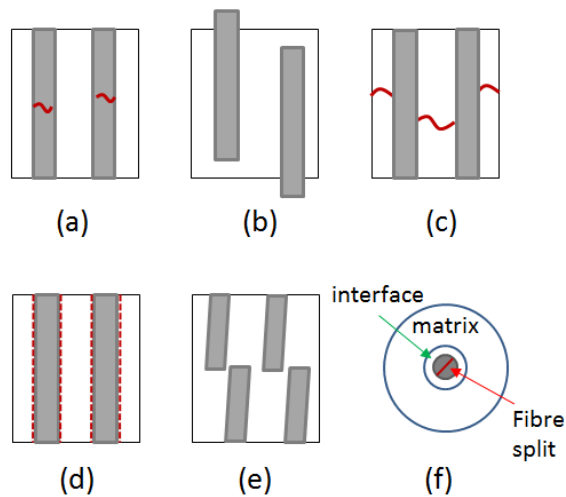 (a)
(b)
(c)
interface
matrix
Fibre
split
(d)
(e)
(f)